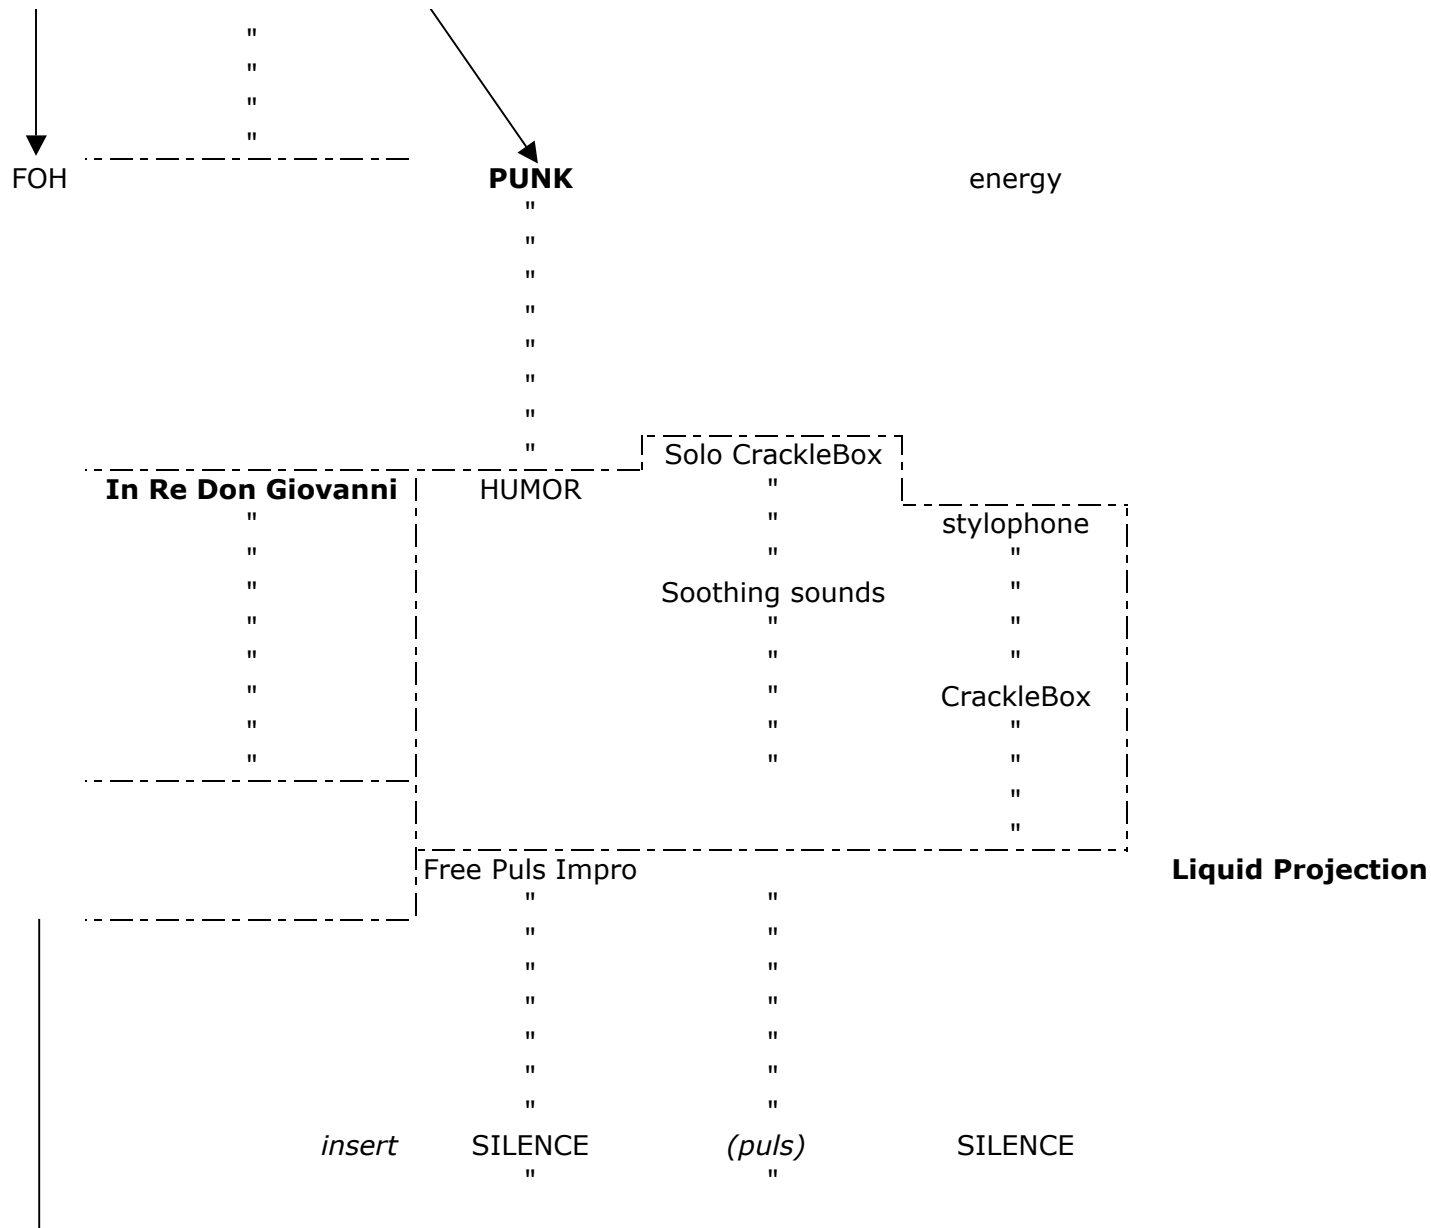 "
"
"
"
FOH PUNK energy
"
"
"
"
"
"
"
" Solo CrackleBox
In Re Don Giovanni HUMOR "
" " stylophone
" " "
" Soothing sounds "
" " "
" " "
" " CrackleBox
" " "
" " "
"
"
Free Puls Impro Liquid Projection
" "
" "
" "
" "
" "
" "
" "
insert SILENCE (puls) SILENCE
" "